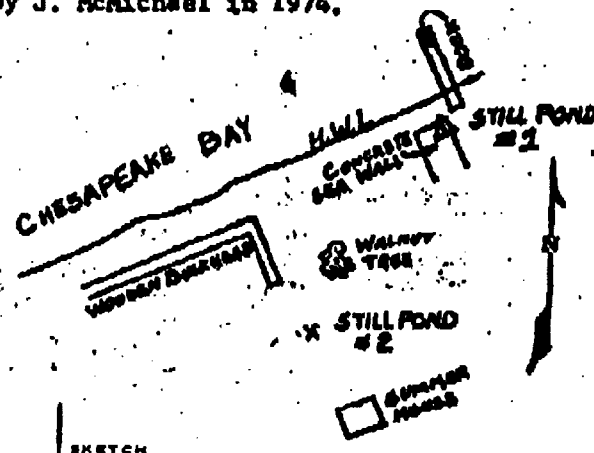 by J. McMichael in 1974.
DOCK
CHESAPEAKE BAY
H.W.L.
STILL POND
#1
CONCRETE
SEA WALL
WALNUT
TREE
WOODEN BULKHEAD
N
STILL POND
#2
SUMMER
HOUSE
SKETCH